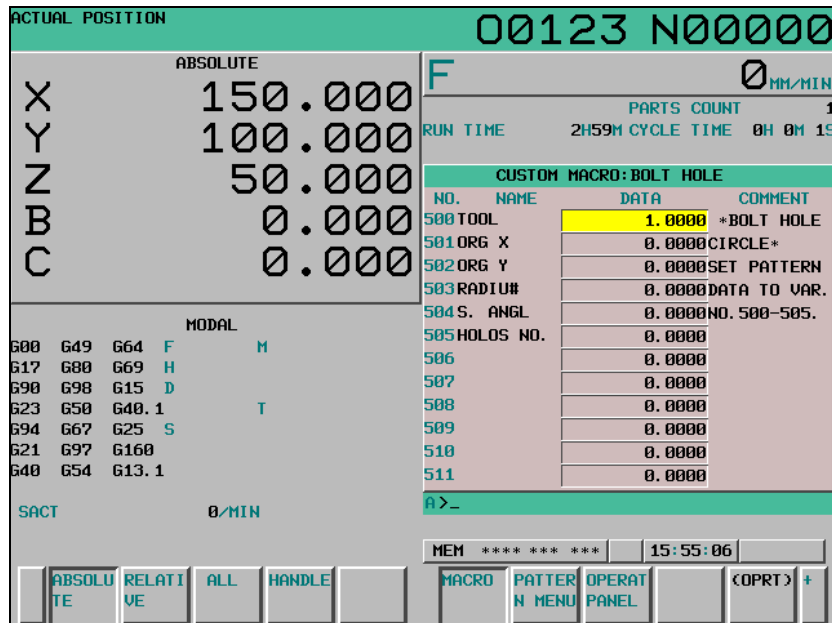 ACTUAL POSITION
O0123 N00000
ABSOLUTE
X 150.000
Y 100.000
Z 50.000
B 0.000
C 0.000
F 0 MM/MIN
PARTS COUNT 1
RUN TIME 2H59M CYCLE TIME 0H 0M 19
CUSTOM MACRO:BOLT HOLE
NO. NAME DATA COMMENT
500 TOOL 1.0000 *BOLT HOLE
501 ORG X 0.0000 CIRCLE*
502 ORG Y 0.0000 SET PATTERN
503 RADIU# 0.0000 DATA TO VAR.
504 S. ANGL 0.0000 NO.500-505.
505 HOLOS NO. 0.0000
506 0.0000
507 0.0000
508 0.0000
509 0.0000
510 0.0000
511 0.0000
MODAL
G00 G49 G64 F M
G17 G80 G69 H
G90 G98 G15 D
G23 G50 G40.1 T
G94 G67 G25 S
G21 G97 G160
G40 G54 G13.1
SACT 0/MIN
A>_
MEM **** *** *** 15:55:06
ABSOLU
TE
RELATI
VE
ALL
HANDLE
MACRO
PATTER
N MENU
OPERAT
PANEL
(OPRT)
+